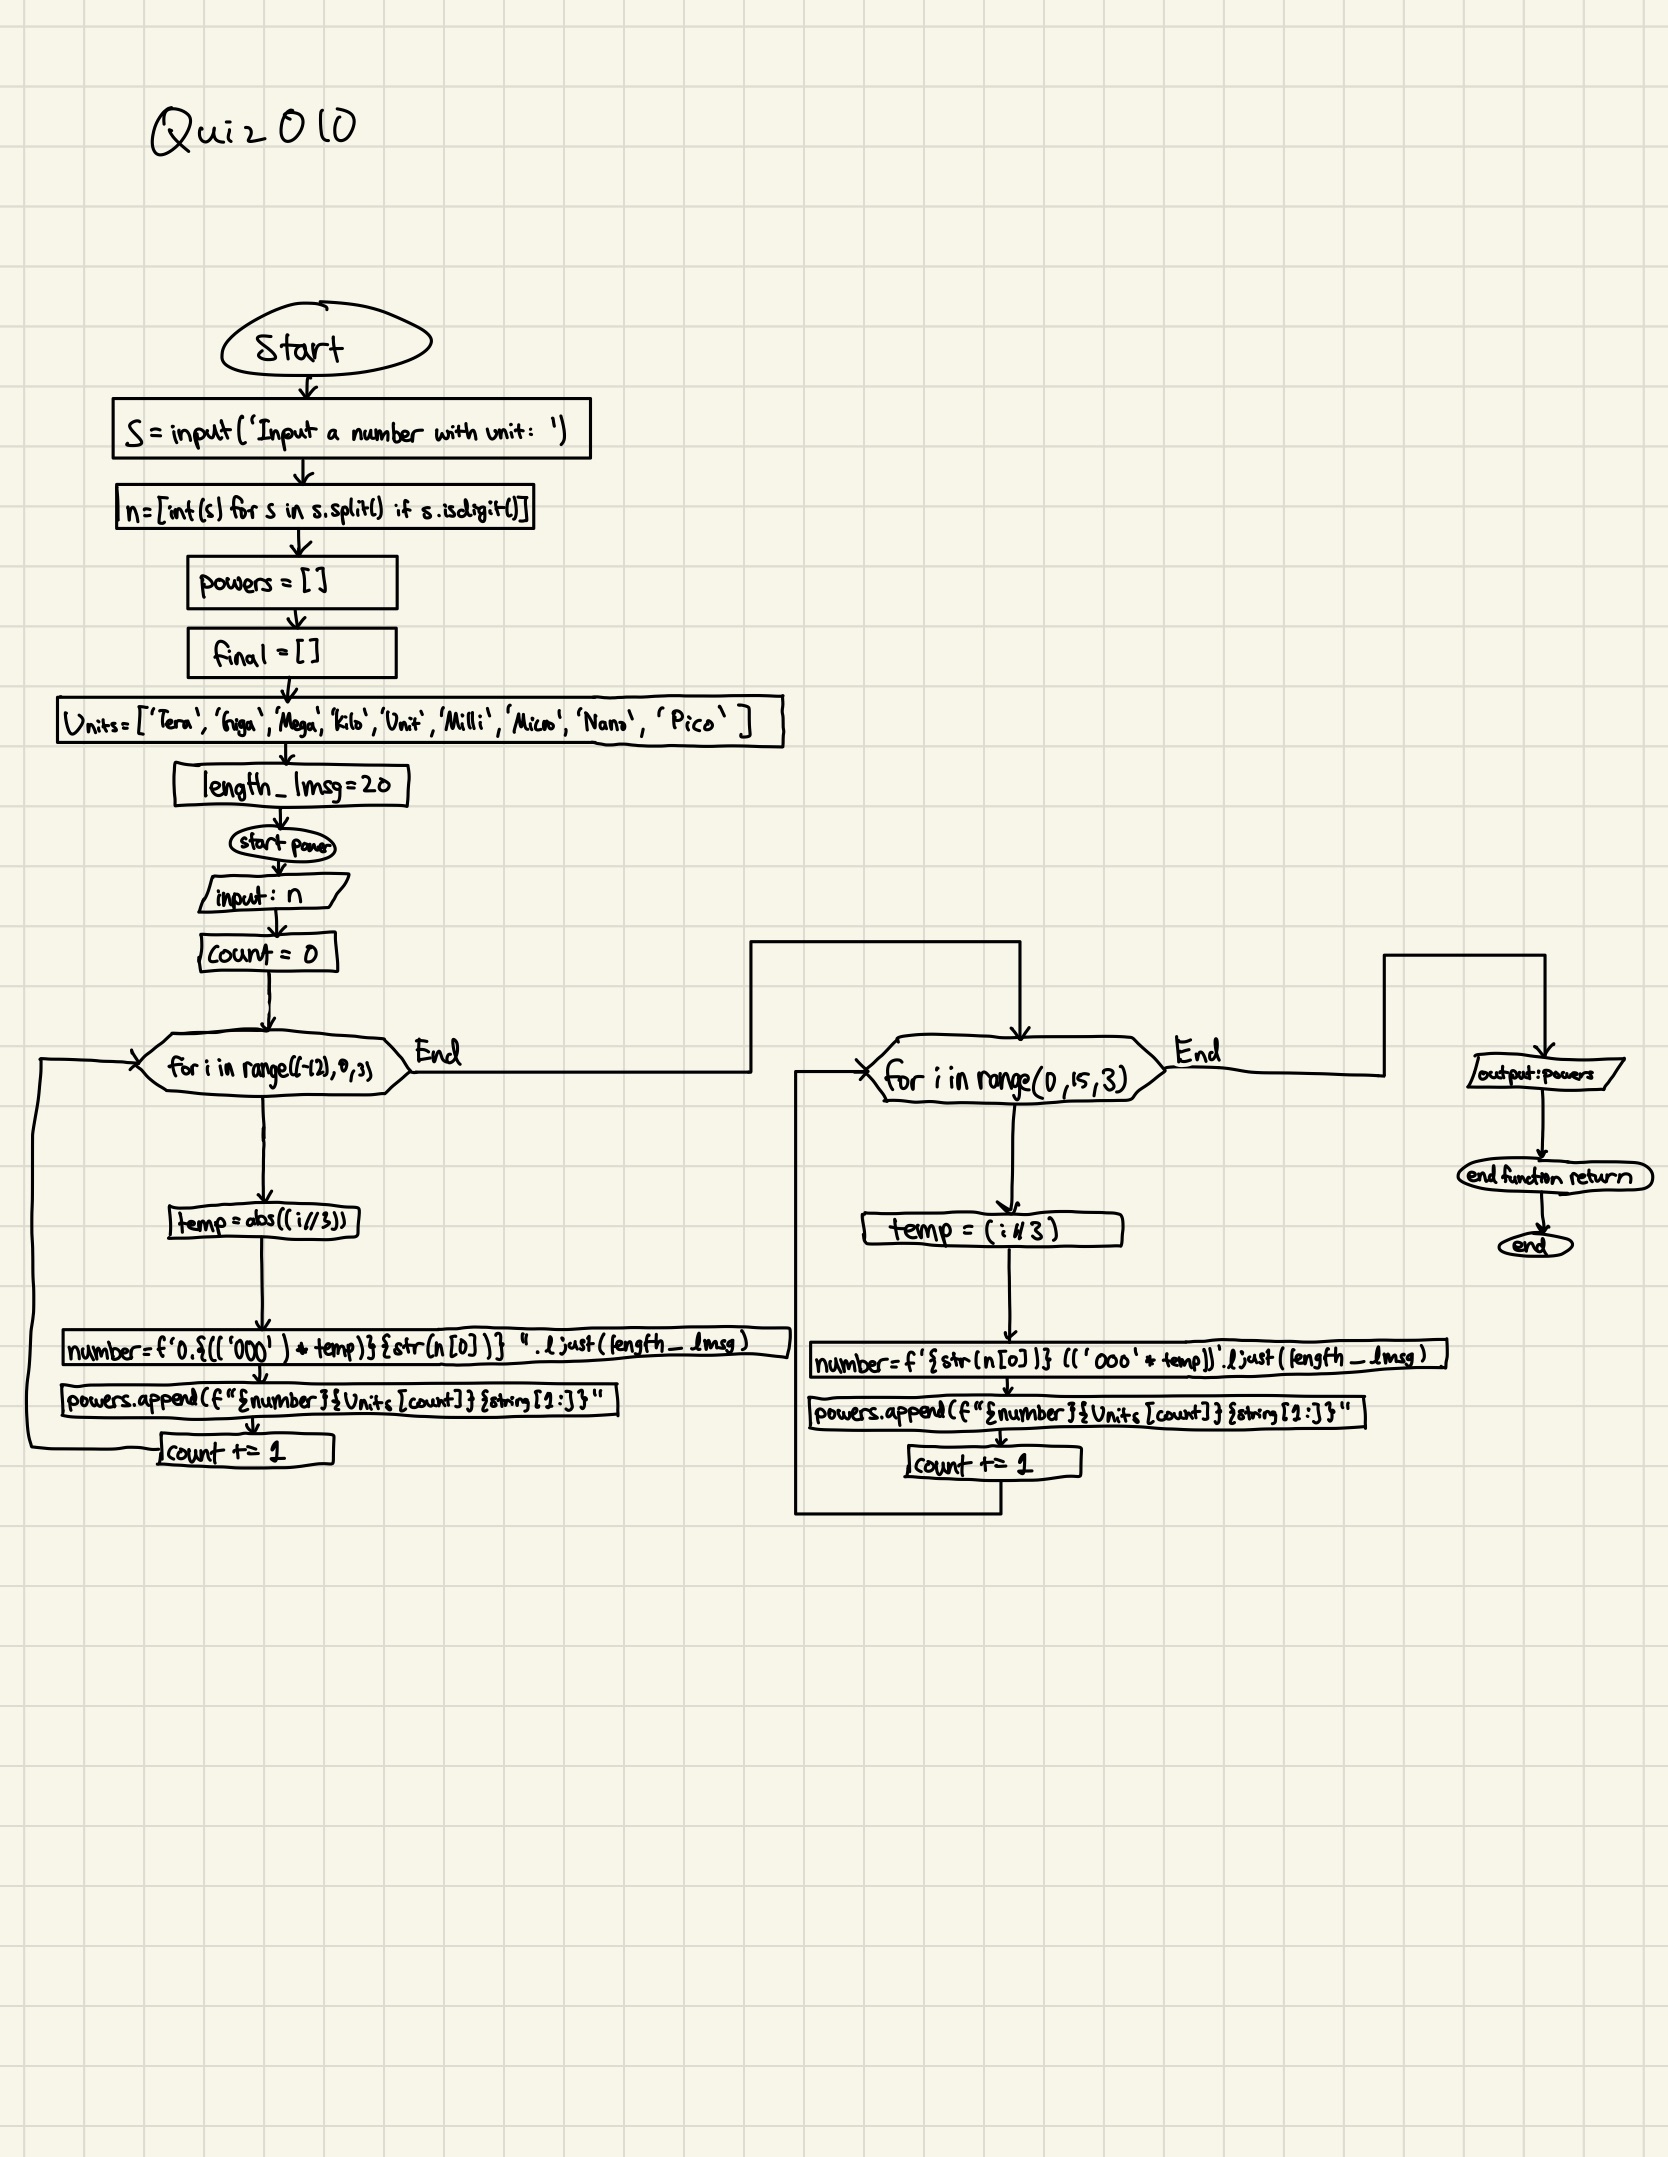 Quiz 010
Start
S = input('Input a number with unit: ')
n=[int(s) for s in s.split() if s.isdigit()]
powers = []
final = []
Units=['Tera', 'Giga', 'Mega', 'Kilo', 'Unit', 'Milli', 'Micro', 'Nano', 'Pico']
length_lmsg=20
start power
input: n
count = 0
for i in range((-12),0,3)
End
temp=abs((i//3))
number=f'0.{(('000') * temp)}{str(n[0])} ".ljust(length_lmsg)
powers.append(f"{number}{Units[count]}{string[1:]}"
count += 1
for i in range(0,15,3)
End
temp = (i//3)
number=f'{str(n[0])} (('000' * temp))'.ljust(length_lmsg)
powers.append(f"{number}{Units[count]}{string[1:]}"
count += 1
output:powers
end function return
end